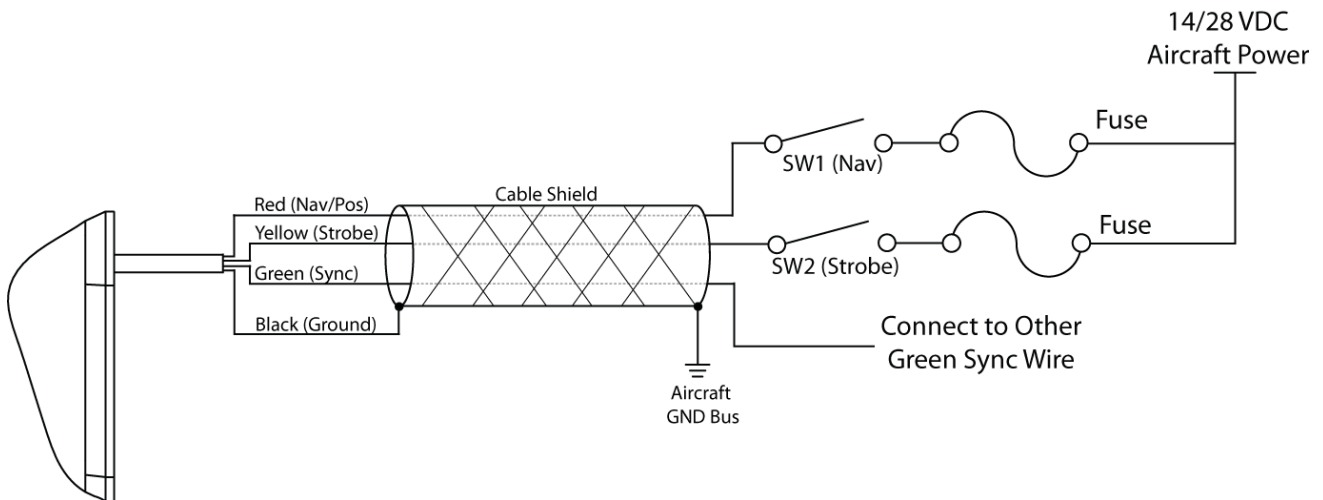 14/28 VDC
Aircraft Power
Fuse
SW1 (Nav)
Cable Shield
Red (Nav/Pos)
Yellow (Strobe)
Fuse
SW2 (Strobe)
Green (Sync)
Black (Ground)
Connect to Other
Green Sync Wire
Aircraft
GND Bus